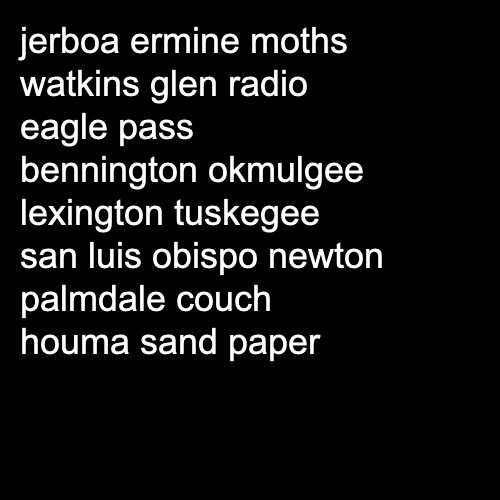 jerboa ermine moths
watkins glen radio
eagle pass
bennington okmulgee
lexington tuskegee
san luis obispo newton
palmdale couch
houma sand paper